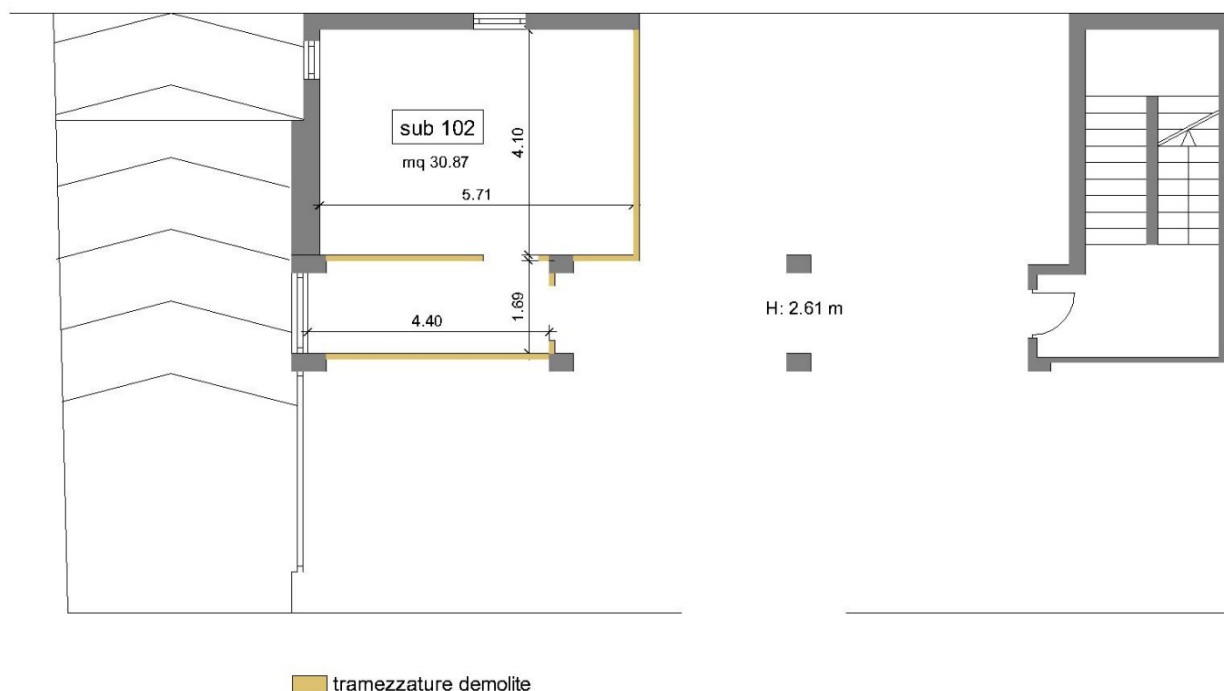 sub 102
mq 30.87
4.10
5.71
4.40
1.69
H: 2.61 m
tramezzature demolite